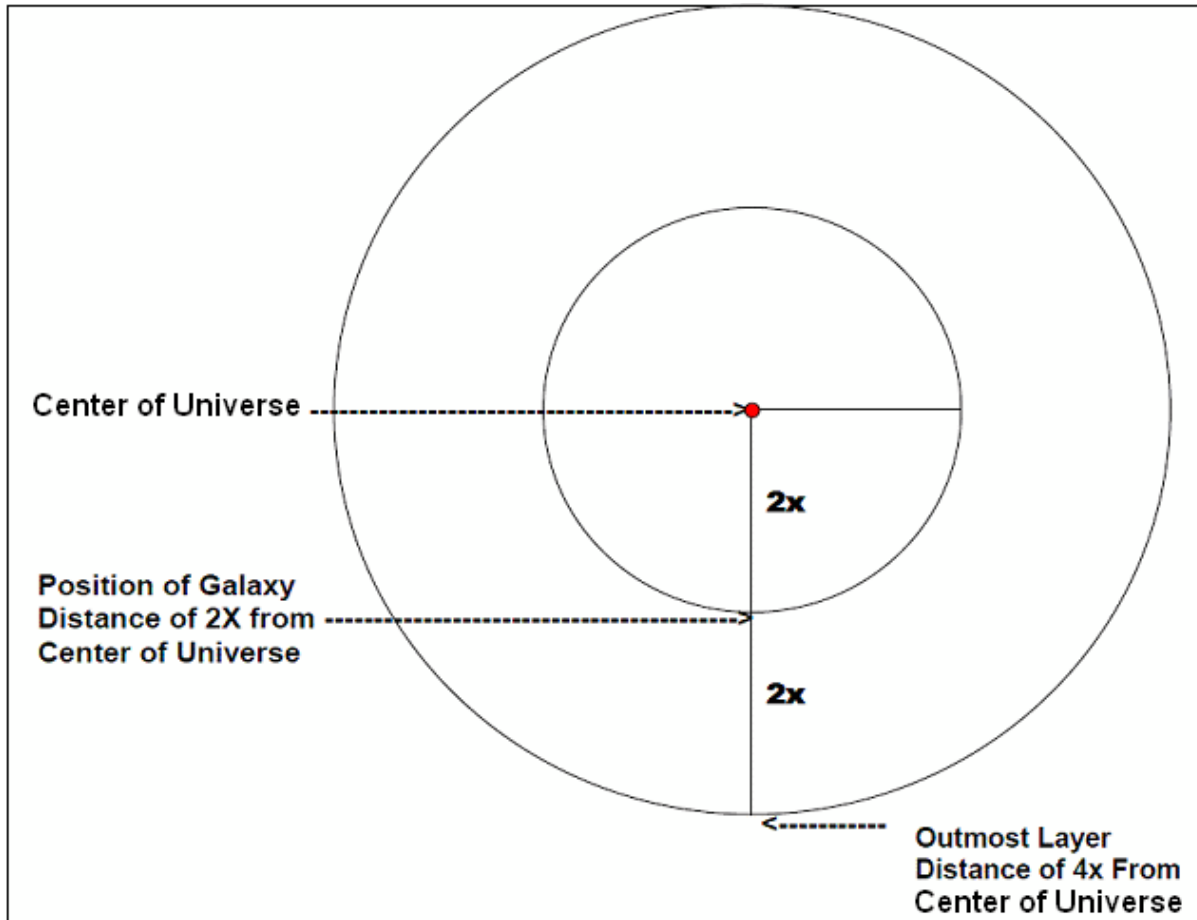 Center of Universe
2x
Position of Galaxy
Distance of 2X from
Center of Universe
2x
Outmost Layer
Distance of 4x From
Center of Universe